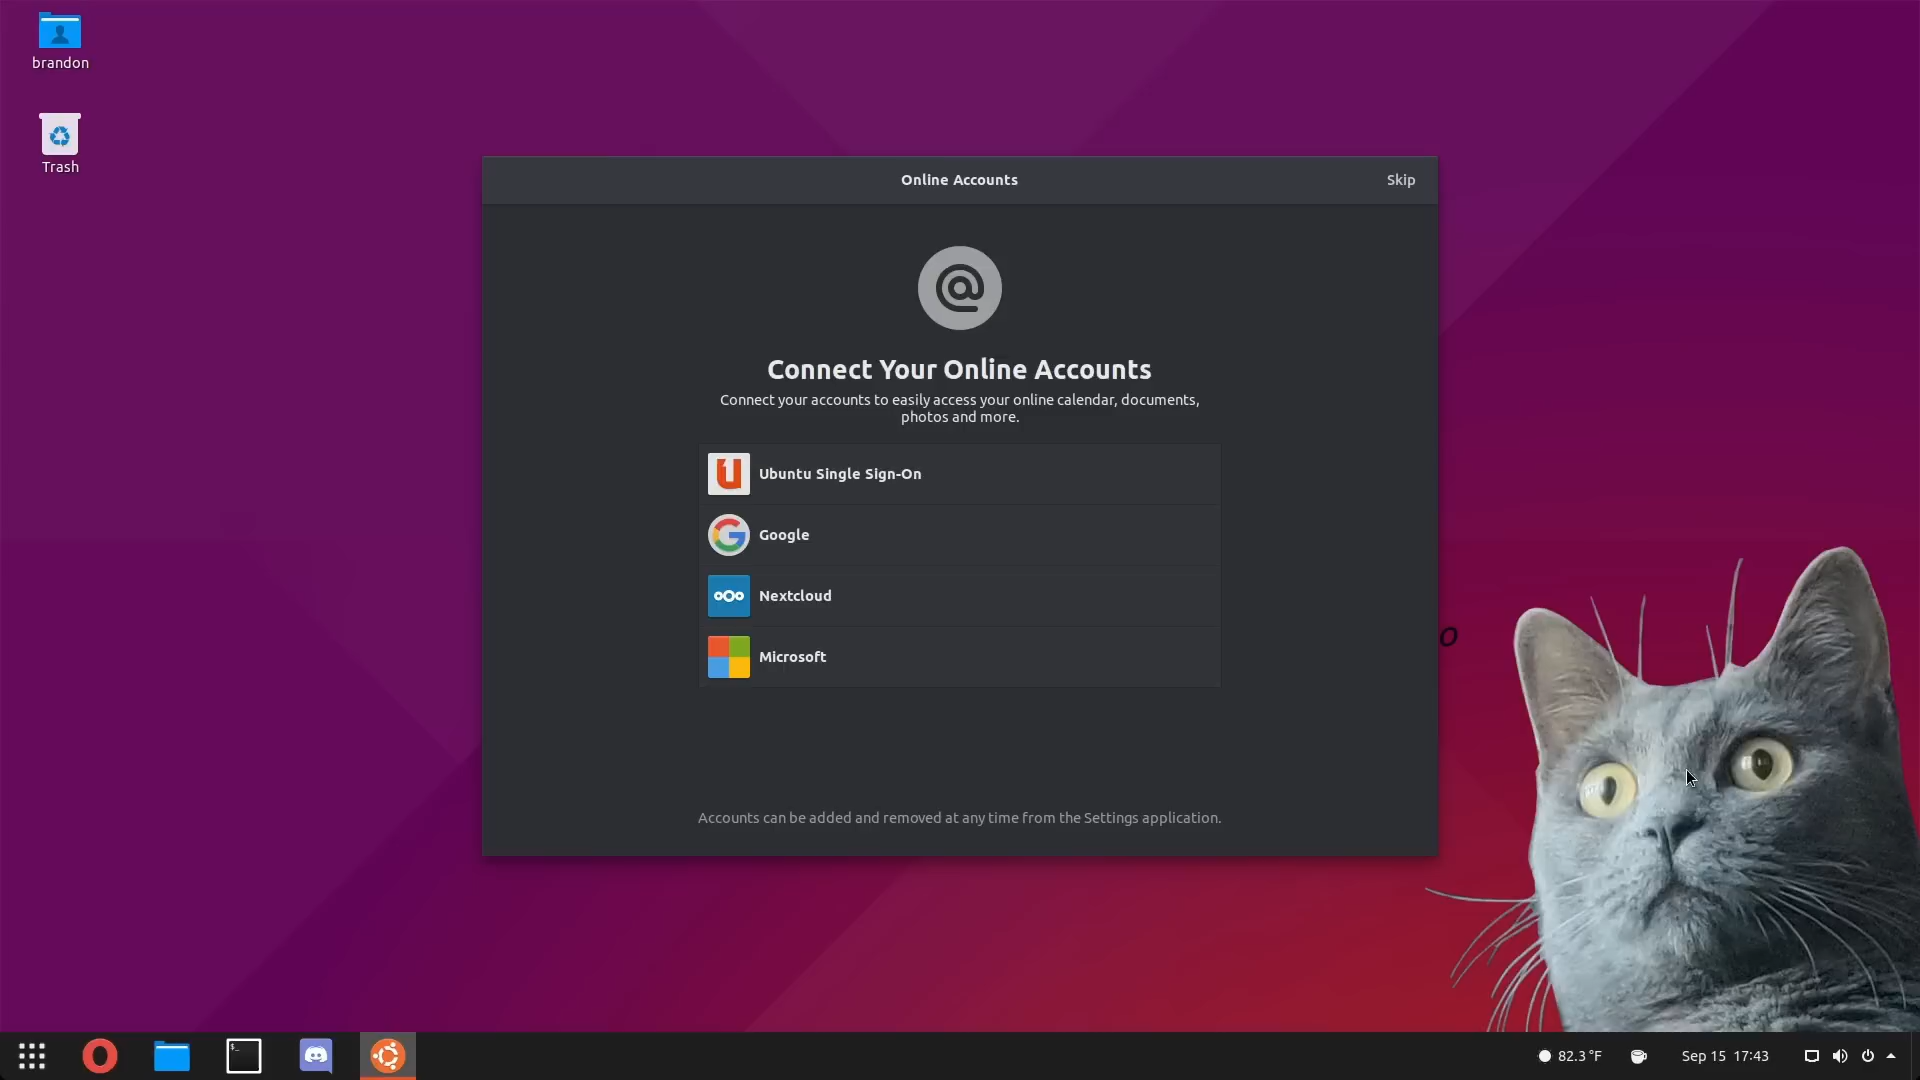 brandon
Trash
Online Accounts
Skip
Connect Your Online Accounts
Connect your accounts to easily access your online calendar, documents,
photos and more.
Ubuntu Single Sign-On
Google
Nextcloud
Microsoft
o
Accounts can be added and removed at any time from the Settings application.
$_
82.3 °F
Sep 15 17:43